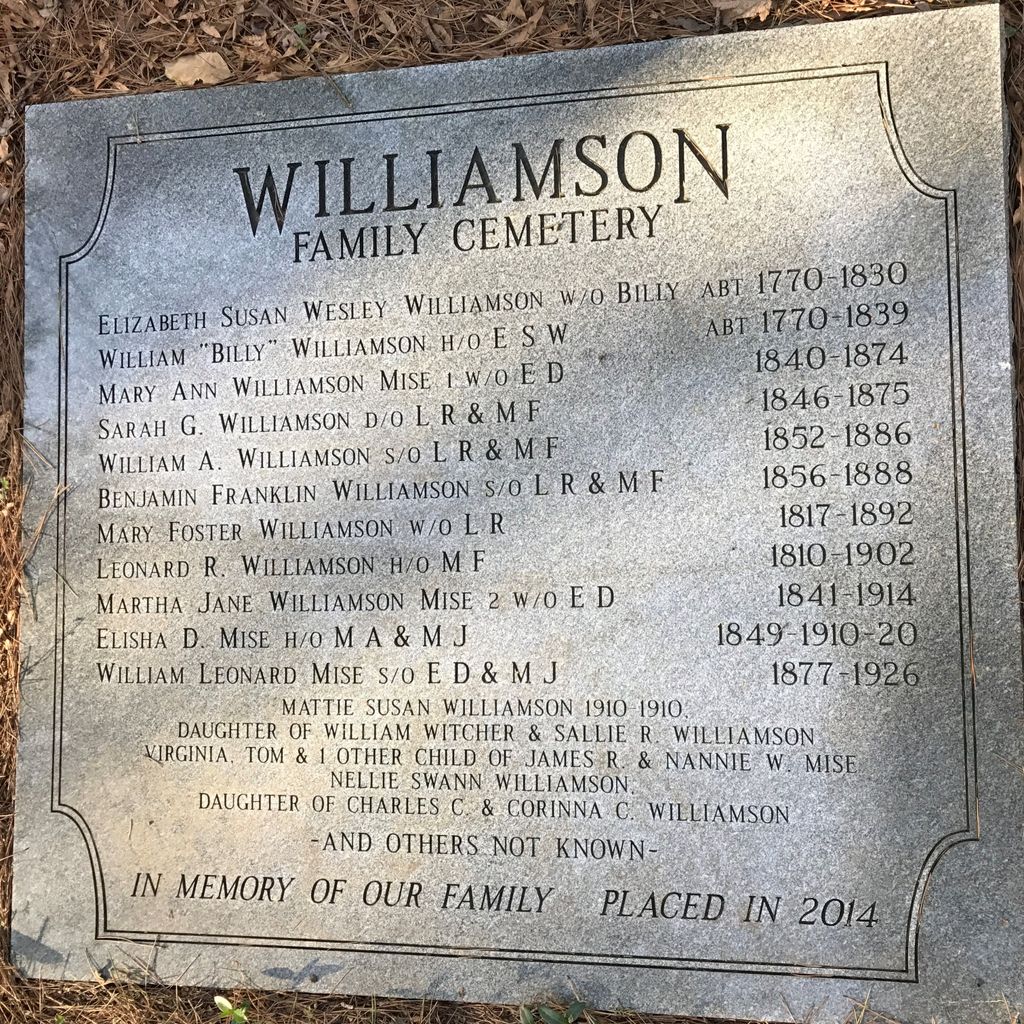 WILLIAMSON
FAMILY CEMETERY
ELIZABETH SUSAN WESLEY WILLIAMSON W/O BILLY ABT 1770-1830
WILLIAM "BILLY" WILLIAMSON H/O E S W ABT 1770-1839
MARY ANN WILLIAMSON MISE 1 W/O E D 1840-1874
SARAH G. WILLIAMSON D/O L R & M F 1846-1875
WILLIAM A. WILLIAMSON S/O L R & M F 1852-1886
BENJAMIN FRANKLIN WILLIAMSON S/O L R & M F 1856-1888
MARY FOSTER WILLIAMSON W/O L R 1817-1892
LEONARD R. WILLIAMSON H/O M F 1810-1902
MARTHA JANE WILLIAMSON MISE 2 W/O E D 1841-1914
ELISHA D. MISE H/O M A & M J 1849-1910-20
WILLIAM LEONARD MISE S/O E D & M J 1877-1926
MATTIE SUSAN WILLIAMSON 1910-1910,
DAUGHTER OF WILLIAM WITCHER & SALLIE R. WILLIAMSON
VIRGINIA, TOM & 1 OTHER CHILD OF JAMES R. & NANNIE W. MISE
NELLIE SWANN WILLIAMSON,
DAUGHTER OF CHARLES C. & CORINNA C. WILLIAMSON
-AND OTHERS NOT KNOWN-
IN MEMORY OF OUR FAMILY PLACED IN 2014